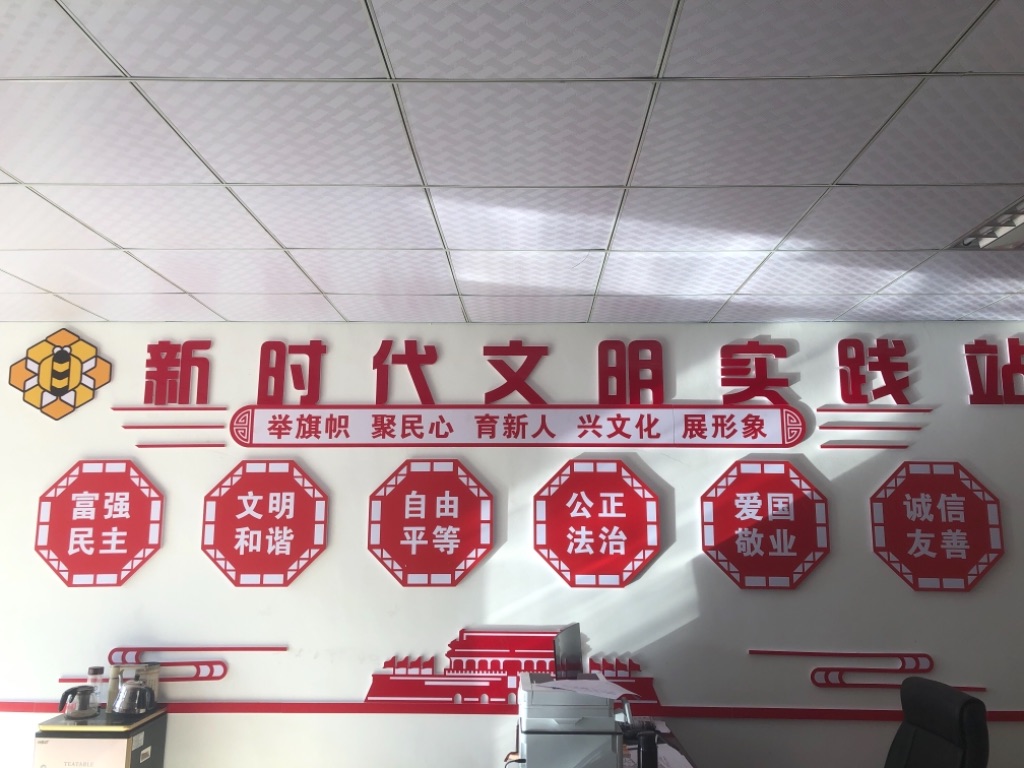 新时代文明实践站
举旗帜 聚民心 育新人 兴文化 展形象
富强
民主
文明
和谐
自由
平等
公正
法治
爱国
敬业
诚信
友善
TEATABLE